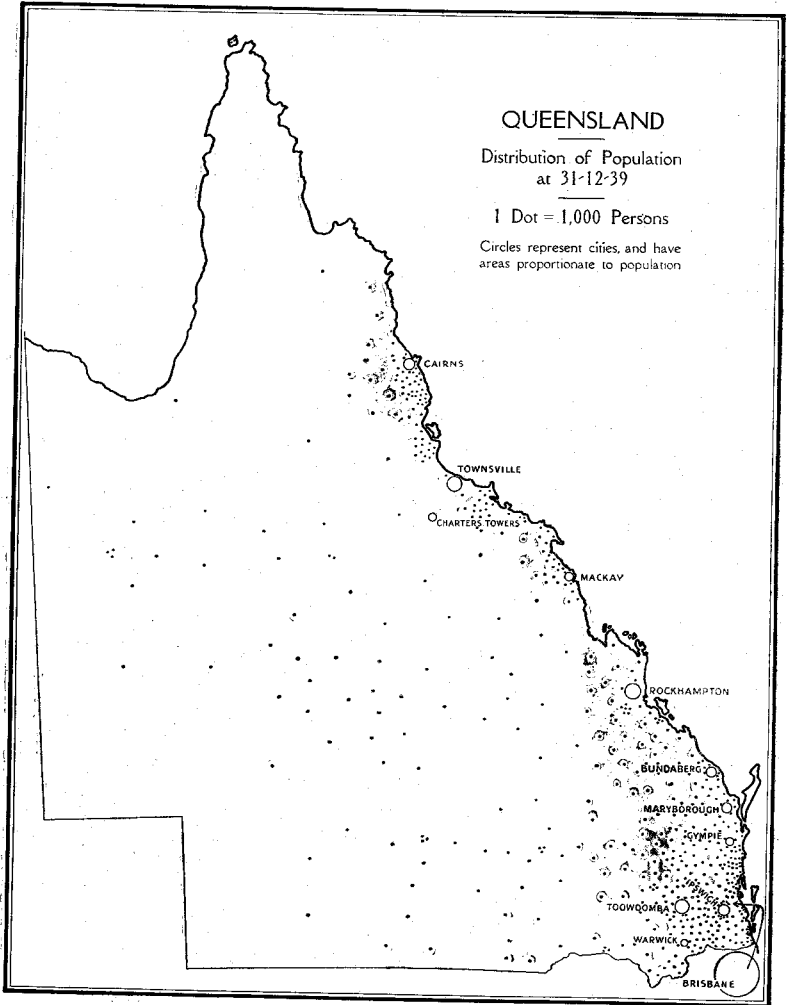 QUEENSLAND
Distribution of Population
at 31-12-39
1 Dot = 1,000 Persons
Circles represent cities, and have
areas proportionate to population
CAIRNS
TOWNSVILLE
CHARTERS TOWERS
MACKAY
ROCKHAMPTON
BUNDABERG
MARYBOROUGH
GYMPIE
IPSWICH
TOOWOOMBA
WARWICK
BRISBANE